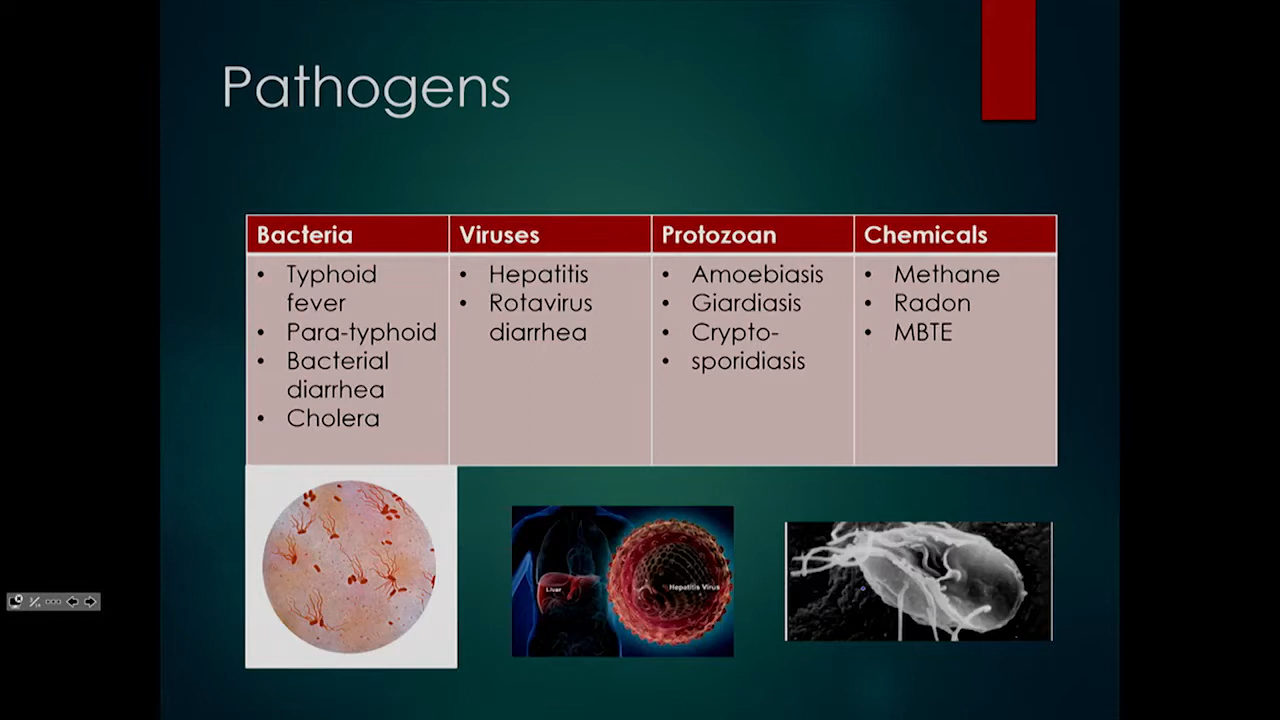 Pathogens
Bacteria
Viruses
Protozoan
Chemicals
• Typhoid
fever
• Para-typhoid
• Bacterial
diarrhea
• Cholera
• Hepatitis
• Rotavirus
diarrhea
• Amoebiasis
• Giardiasis
• Crypto-
• sporidiasis
• Methane
• Radon
• MBTE
Liver
Hepatitis Virus